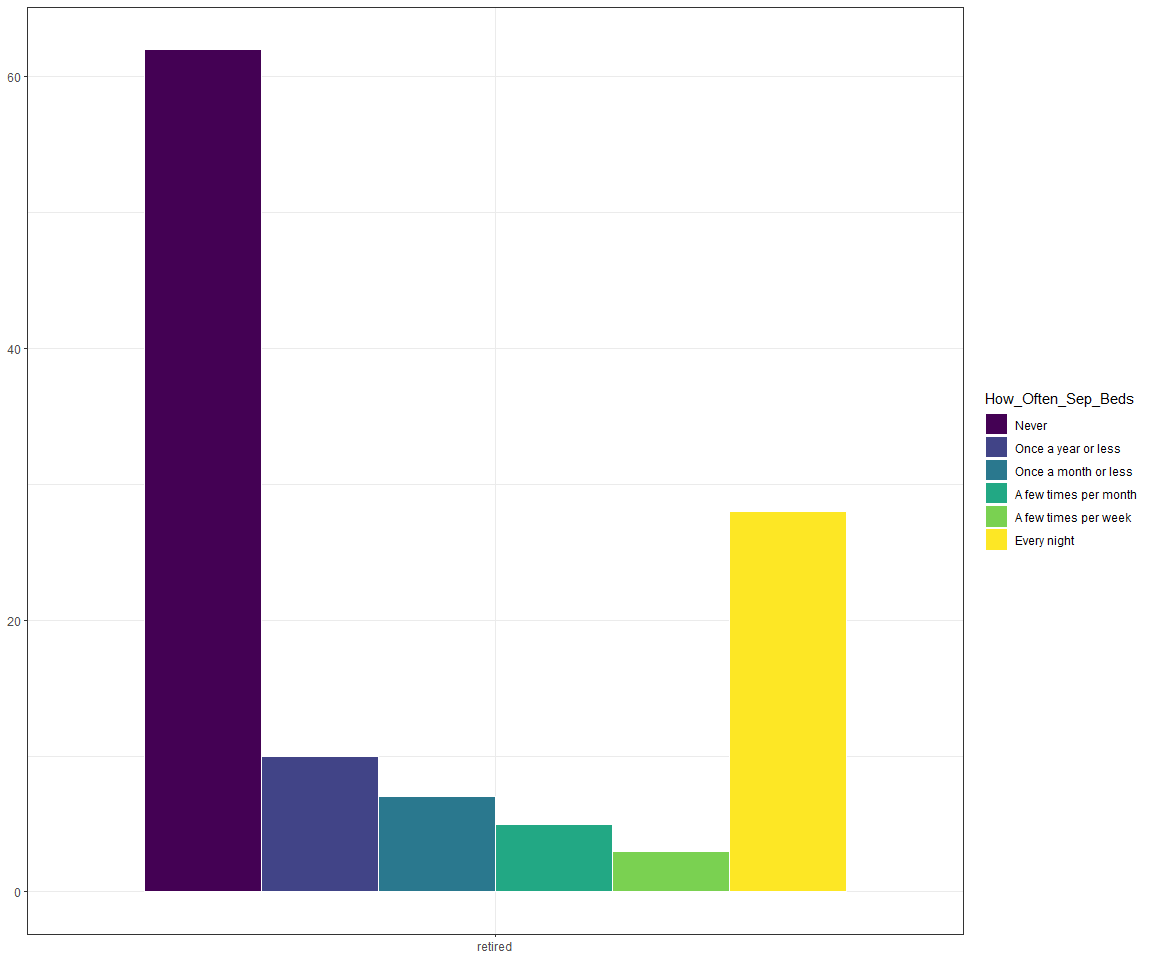 60
40
20
0
retired
How_Often_Sep_Beds
Never
Once a year or less
Once a month or less
A few times per month
A few times per week
Every night